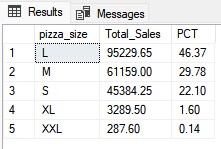 Results Messages
pizza_size Total_Sales PCT
1 L 95229.65 46.37
2 M 61159.00 29.78
3 S 45384.25 22.10
4 XL 3289.50 1.60
5 XXL 287.60 0.14